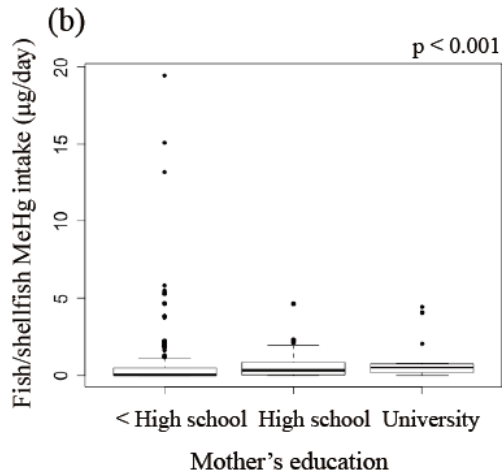 (b)
p < 0.001
Fish/shellfish MeHg intake (µg/day)
20
15
10
5
0
< High school High school University
Mother's education